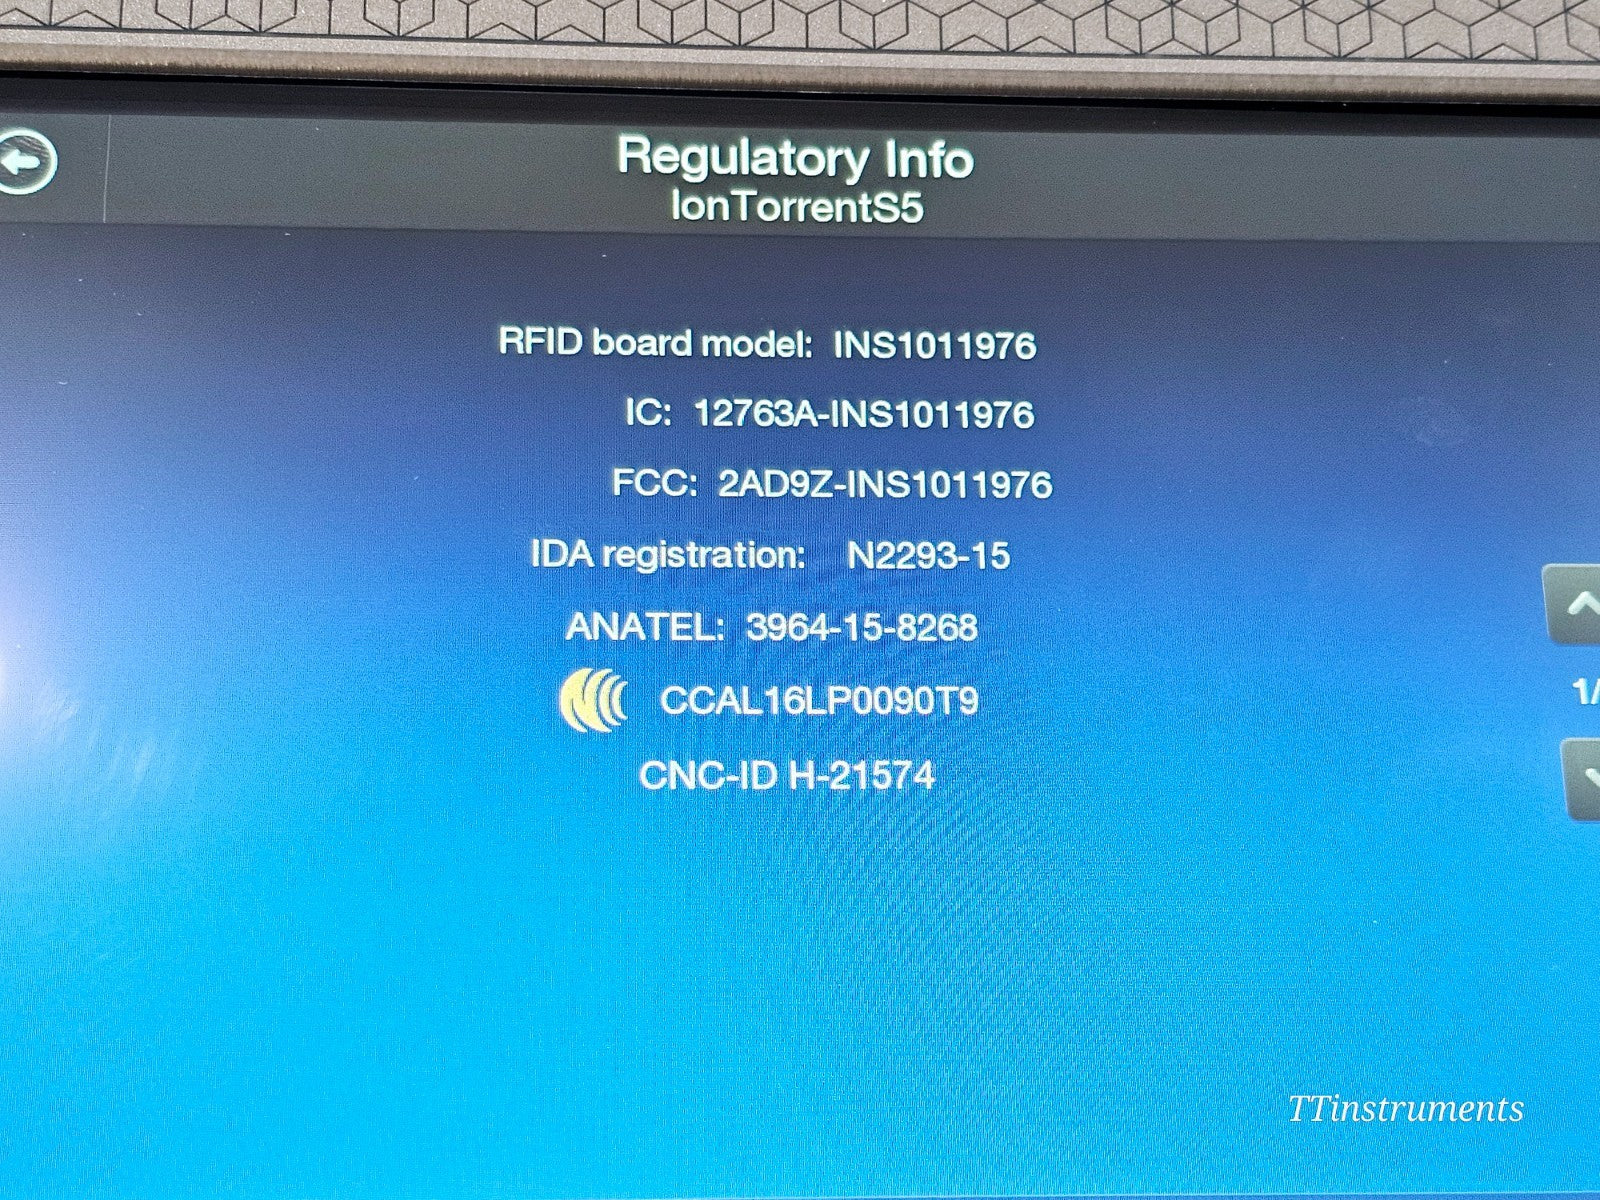 Regulatory Info
IonTorrentS5
RFID board model: INS1011976
IC: 12763A-INS1011976
FCC: 2AD9Z-INS1011976
IDA registration: N2293-15
ANATEL: 3964-15-8268
CCAL16LP0090T9
CNC-ID H-21574
1/
TTinstruments